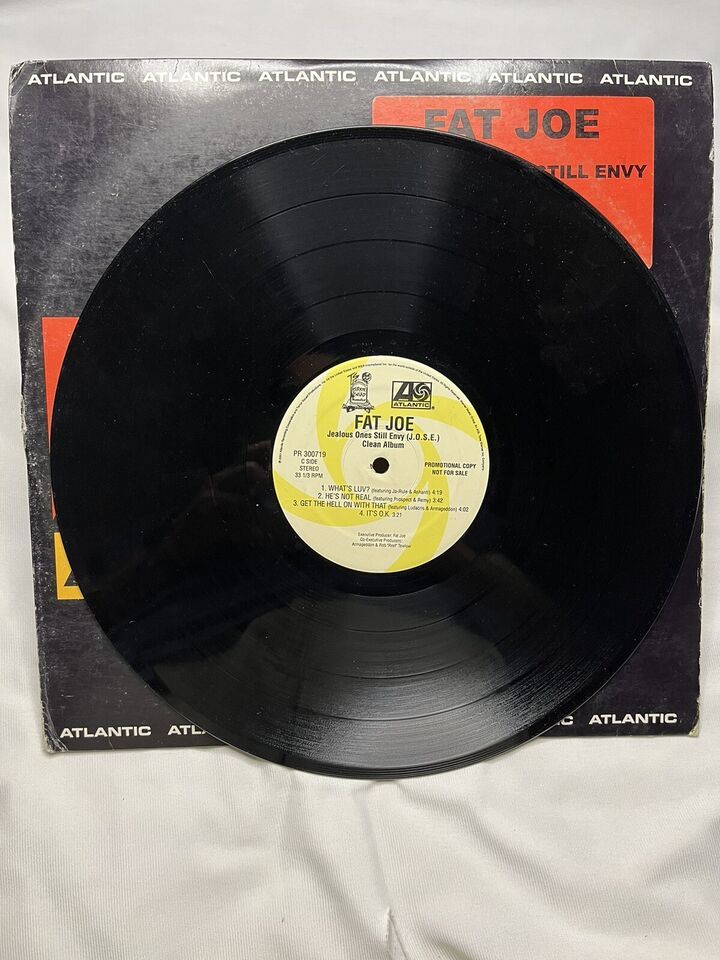 ATLANTIC ATLANTIC ATLANTIC ATLANTIC ATLANTIC ATLANTIC
FAT JOE
STILL ENVY
ATLANTIC
FAT JOE
Jealous Ones Still Envy (J.O.S.E.)
Clean Album
PR 300719
C SIDE
STEREO
33 1/3 RPM
PROMOTIONAL COPY
NOT FOR SALE
1. WHAT'S LUV? (featuring Ja-Rule & Ashanti) 4:19
2. HE'S NOT REAL (featuring Prospect & Remy) 3:42
3. GET THE HELL ON WITH THAT (featuring Ludacris & Armageddon) 4:02
4. IT'S O.K. 3:21
Executive Producer: Fat Joe
Co-Executive Producers:
Armageddon & Rob "Reef" Tewlow
ATLANTIC ATL C ATLANTIC